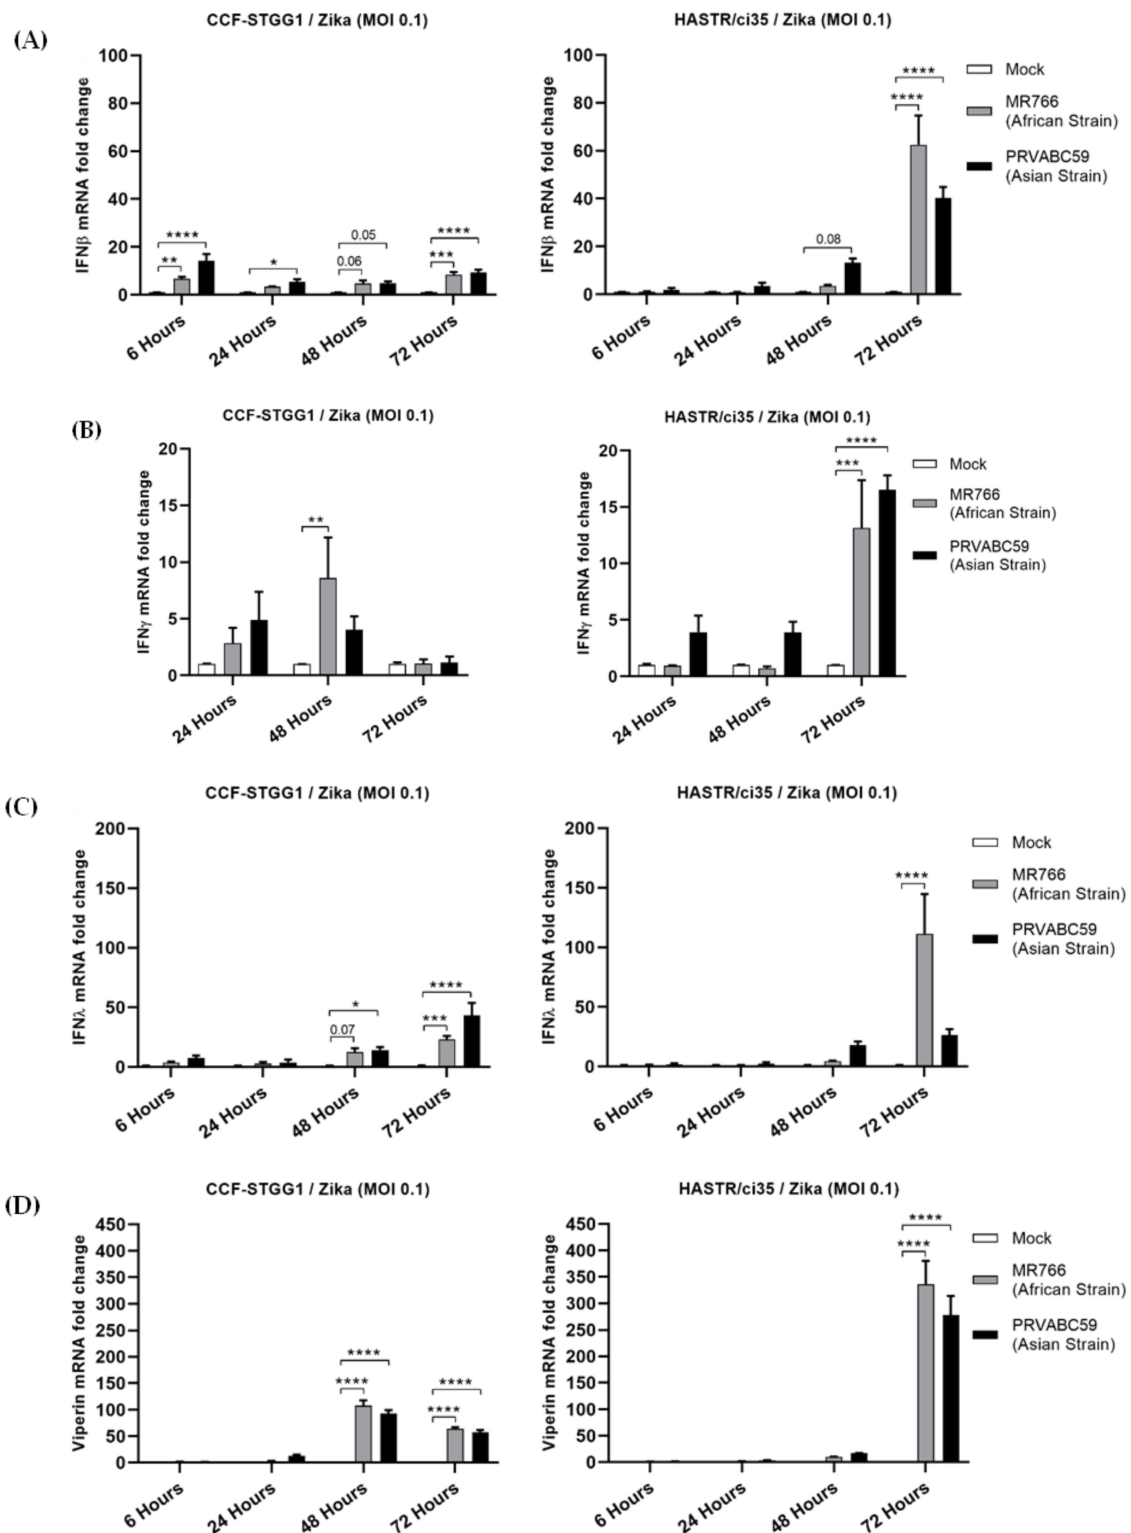 (A)
CCF-STGG1 / Zika (MOI 0.1)
IFNβ mRNA fold change
100
80
60
40
20
0
**
****
*
0.06
0.05
***
****
6 Hours
24 Hours
48 Hours
72 Hours
HASTR/ci35 / Zika (MOI 0.1)
IFNβ mRNA fold change
100
80
60
40
20
0
0.08
****
****
6 Hours
24 Hours
48 Hours
72 Hours
Mock
MR766
(African Strain)
PRVABC59
(Asian Strain)
(B)
CCF-STGG1 / Zika (MOI 0.1)
IFNγ mRNA fold change
20
15
10
5
0
**
24 Hours
48 Hours
72 Hours
HASTR/ci35 / Zika (MOI 0.1)
IFNγ mRNA fold change
20
15
10
5
0
****
***
24 Hours
48 Hours
72 Hours
Mock
MR766
(African Strain)
PRVABC59
(Asian Strain)
(C)
CCF-STGG1 / Zika (MOI 0.1)
IFNλ mRNA fold change
200
150
100
50
0
0.07
*
***
****
6 Hours
24 Hours
48 Hours
72 Hours
HASTR/ci35 / Zika (MOI 0.1)
IFNλ mRNA fold change
200
150
100
50
0
****
6 Hours
24 Hours
48 Hours
72 Hours
Mock
MR766
(African Strain)
PRVABC59
(Asian Strain)
(D)
CCF-STGG1 / Zika (MOI 0.1)
Viperin mRNA fold change
450
400
350
300
250
200
150
100
50
0
****
****
****
****
6 Hours
24 Hours
48 Hours
72 Hours
HASTR/ci35 / Zika (MOI 0.1)
Viperin mRNA fold change
450
400
350
300
250
200
150
100
50
0
****
****
6 Hours
24 Hours
48 Hours
72 Hours
Mock
MR766
(African Strain)
PRVABC59
(Asian Strain)